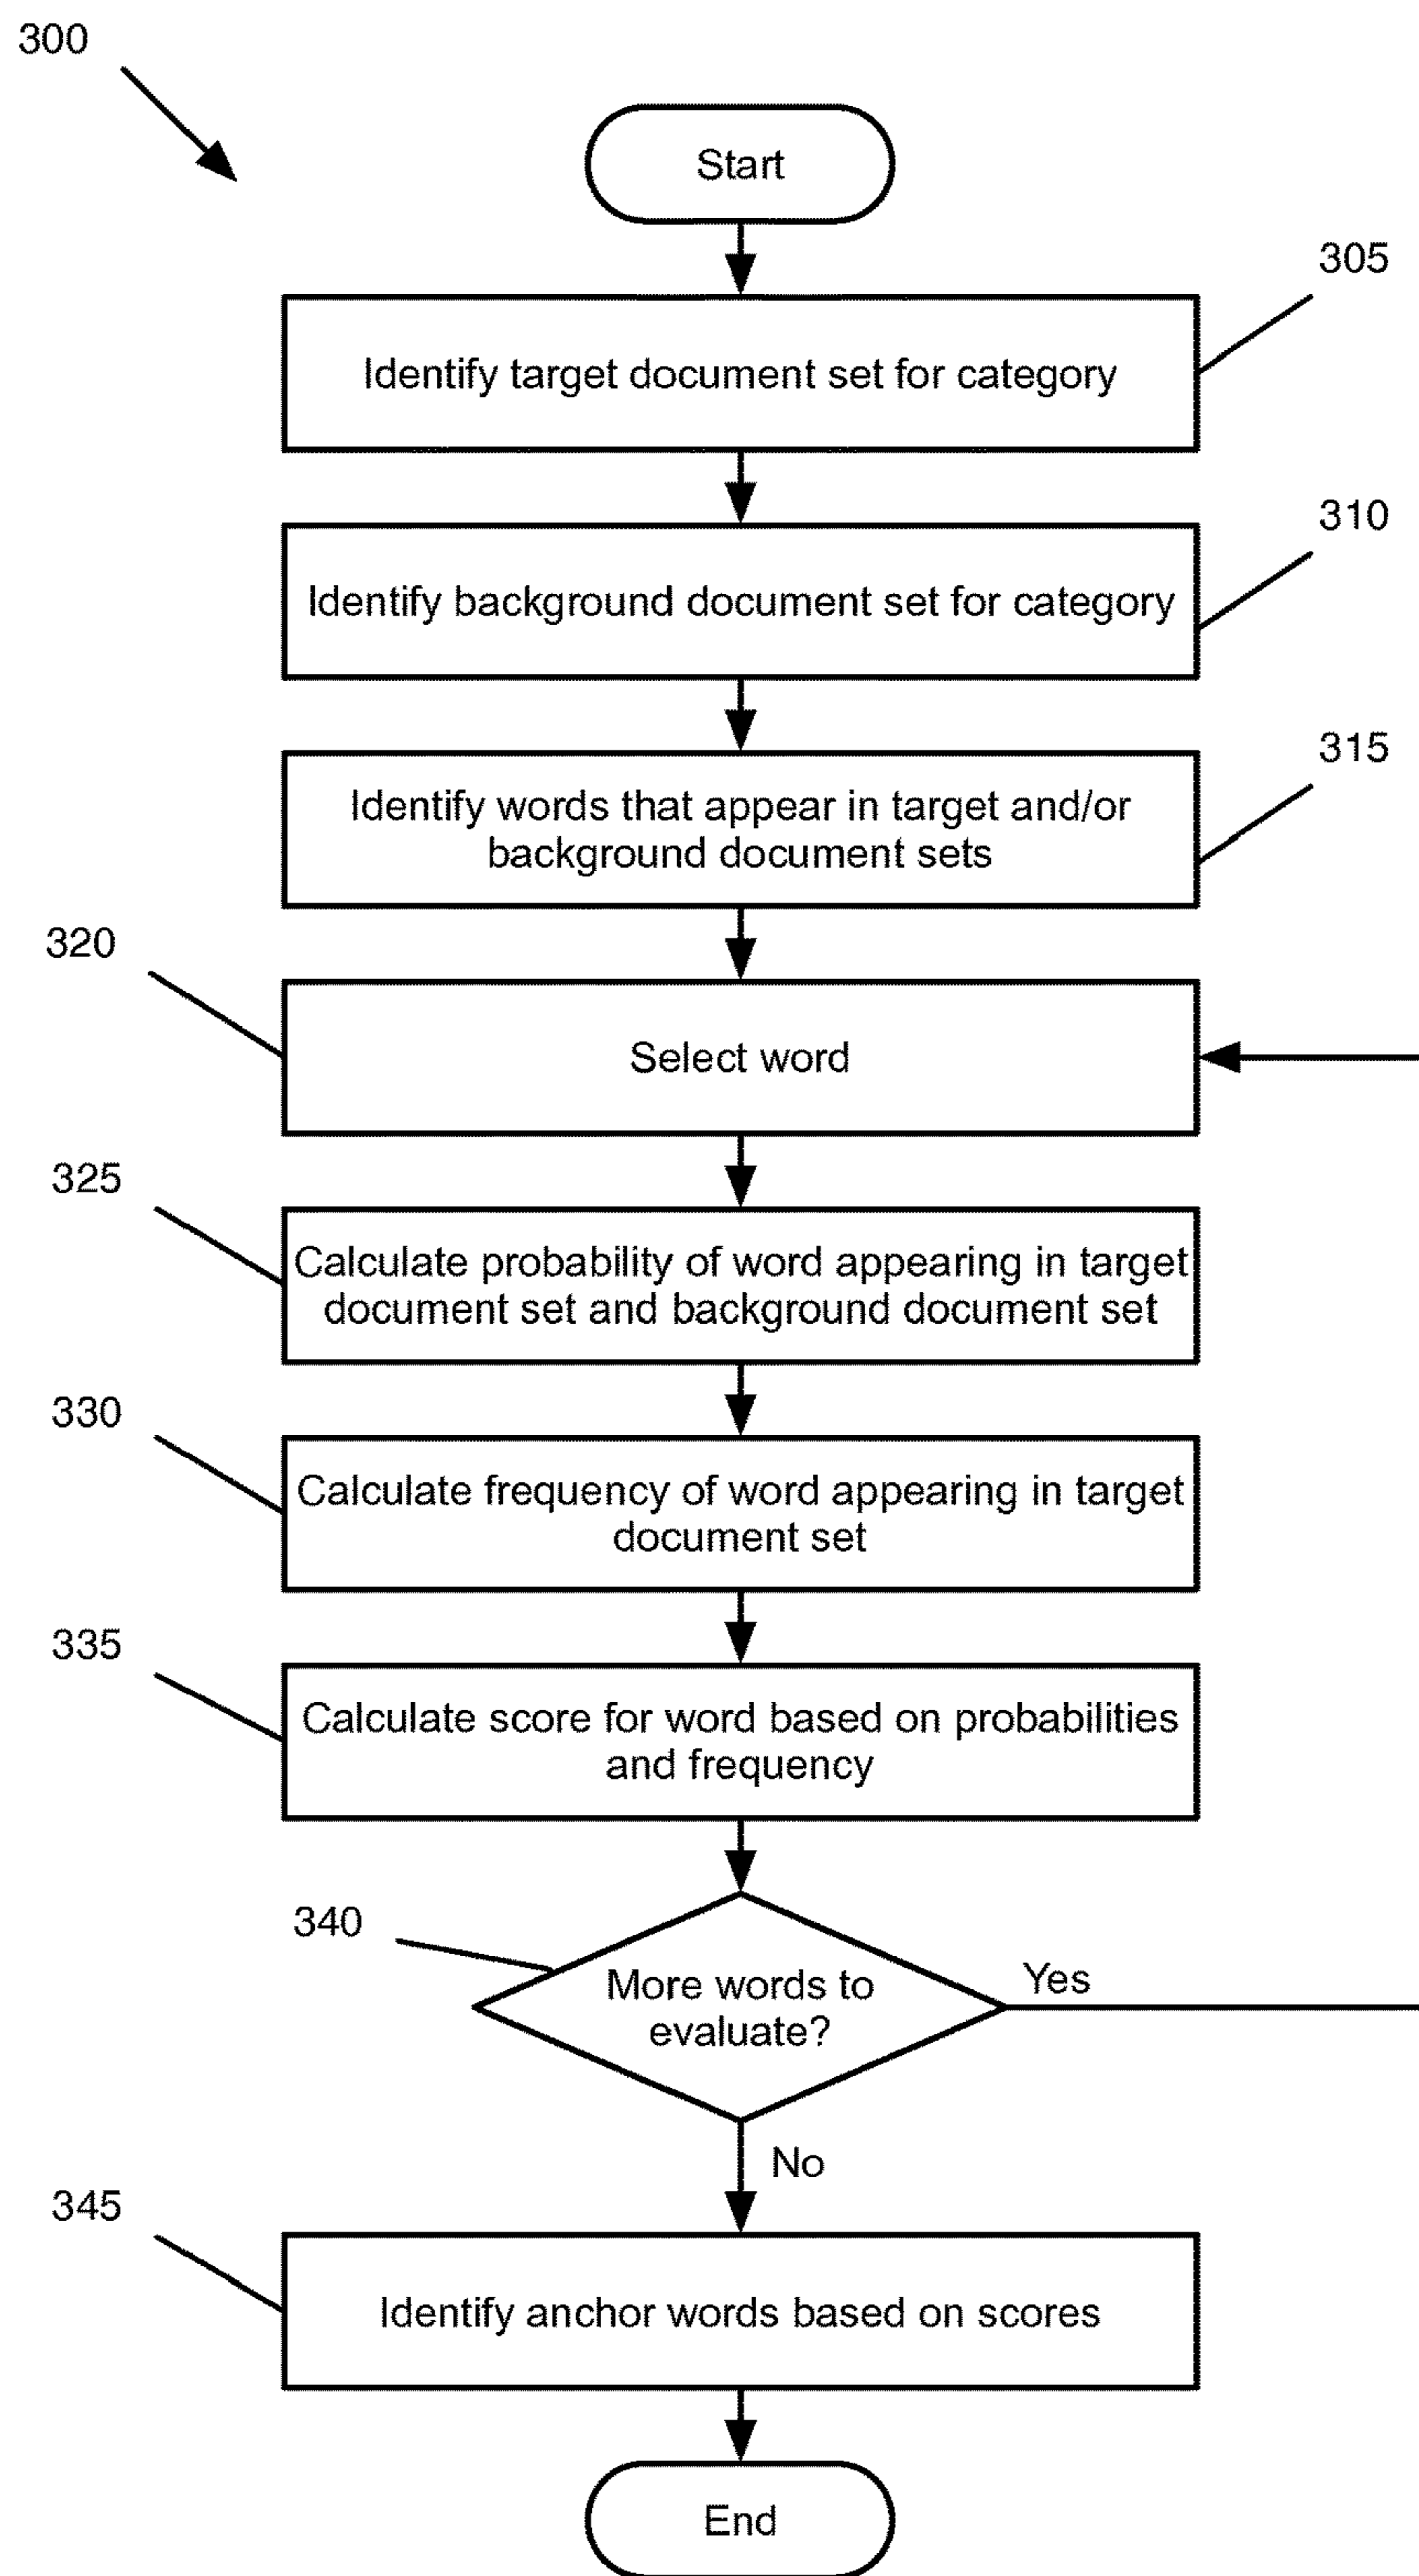 300
Start
305
Identify target document set for category
310
Identify background document set for category
315
Identify words that appear in target and/or
background document sets
320
Select word
325
Calculate probability of word appearing in target
document set and background document set
330
Calculate frequency of word appearing in target
document set
335
Calculate score for word based on probabilities
and frequency
340
More words to
evaluate?
Yes
No
345
Identify anchor words based on scores
End